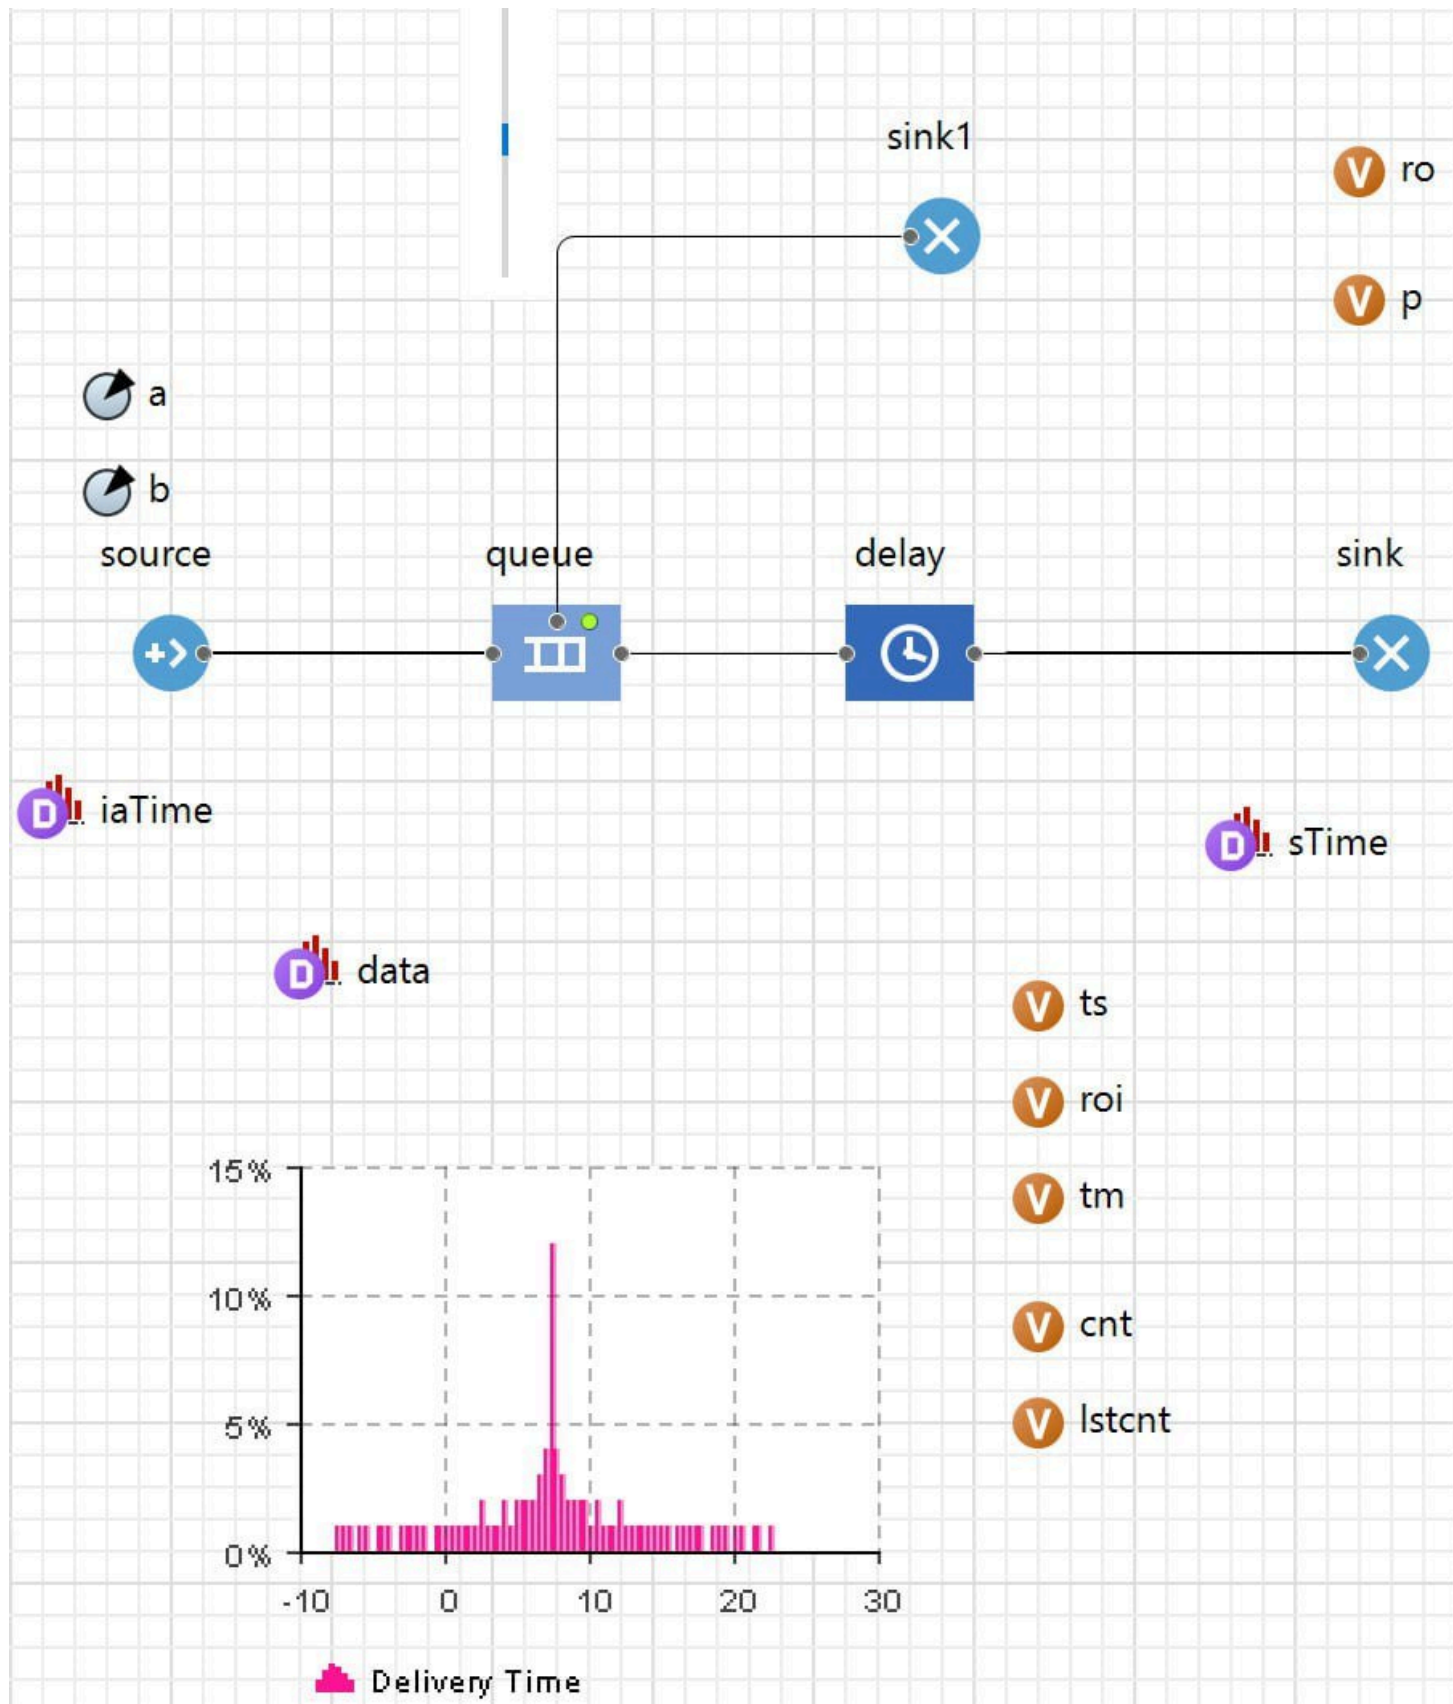 sink1
ro
p
a
b
source
queue
delay
sink
iaTime
sTime
data
ts
roi
tm
cnt
lstcnt
15%
10%
5%
0%
-10 0 10 20 30
Delivery Time